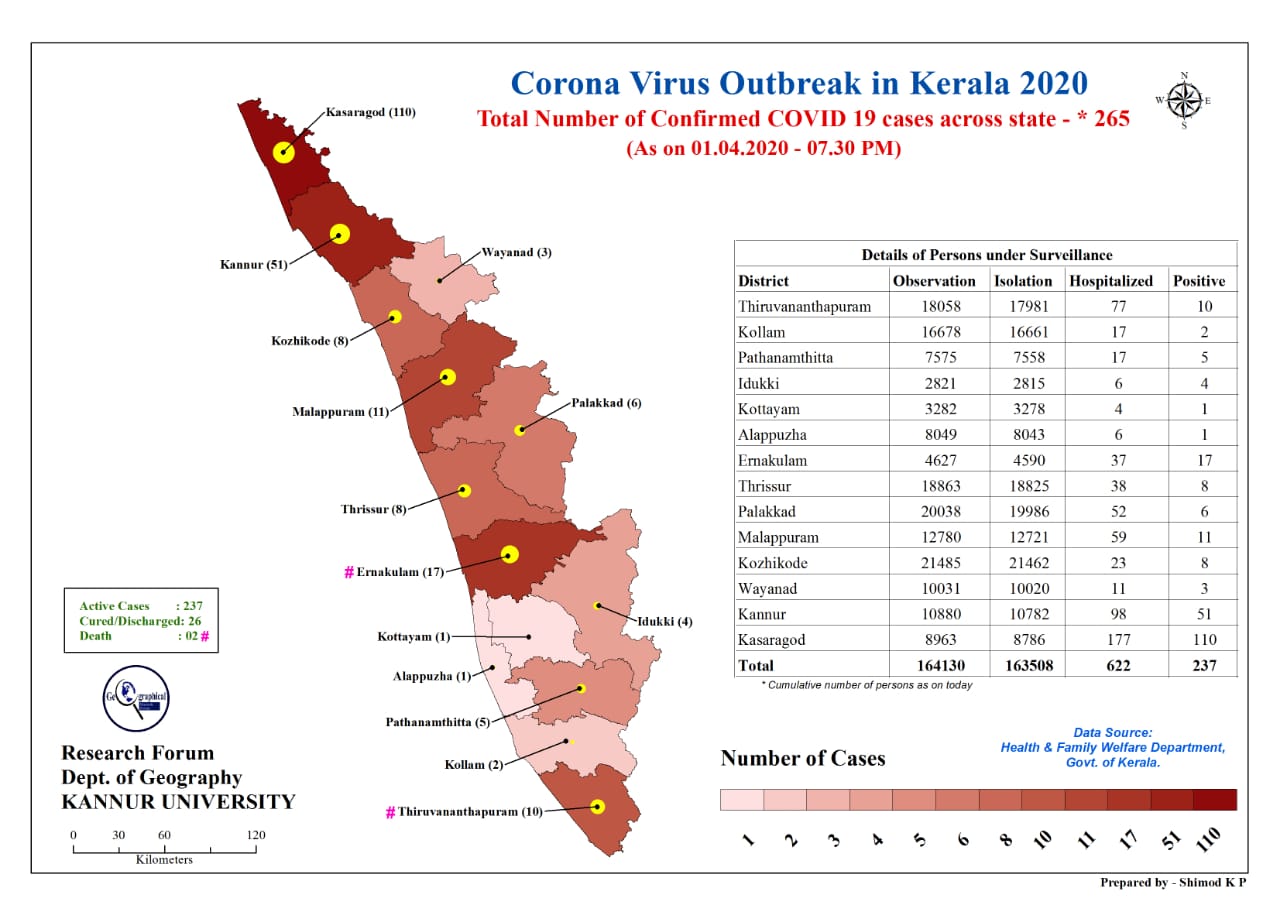 Corona Virus Outbreak in Kerala 2020
Total Number of Confirmed COVID 19 cases across state - * 265
(As on 01.04.2020 - 07.30 PM)
N
W E
S
Kasaragod (110)
Kannur (51)
Wayanad (3)
Kozhikode (8)
Malappuram (11)
Palakkad (6)
Thrissur (8)
# Ernakulam (17)
Idukki (4)
Kottayam (1)
Alappuzha (1)
Pathanamthitta (5)
Kollam (2)
# Thiruvananthapuram (10)
Details of Persons under Surveillance
District Observation Isolation Hospitalized Positive
Thiruvananthapuram 18058 17981 77 10
Kollam 16678 16661 17 2
Pathanamthitta 7575 7558 17 5
Idukki 2821 2815 6 4
Kottayam 3282 3278 4 1
Alappuzha 8049 8043 6 1
Ernakulam 4627 4590 37 17
Thrissur 18863 18825 38 8
Palakkad 20038 19986 52 6
Malappuram 12780 12721 59 11
Kozhikode 21485 21462 23 8
Wayanad 10031 10020 11 3
Kannur 10880 10782 98 51
Kasaragod 8963 8786 177 110
Total 164130 163508 622 237
* Cumulative number of persons as on today
Active Cases : 237
Cured/Discharged: 26
Death : 02 #
Geographical
Research Forum
Dept. of Geography
KANNUR UNIVERSITY
0 30 60 120
Kilometers
Data Source:
Health & Family Welfare Department,
Govt. of Kerala.
Number of Cases
1 2 3 4 5 6 8 10 11 17 51 110
Prepared by - Shimod K P